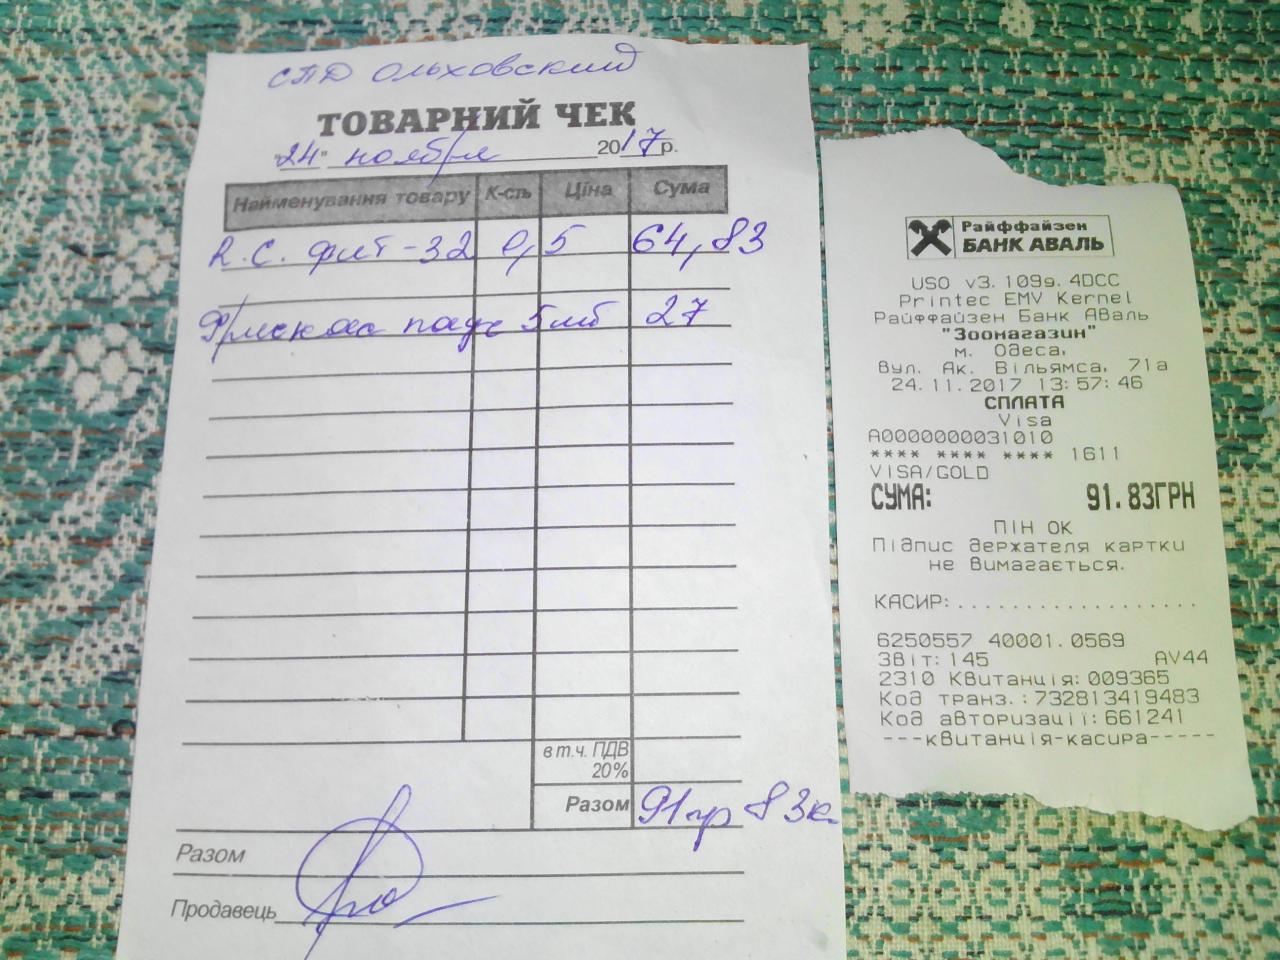 СПД Ольховский
ТОВАРНИЙ ЧЕК
"24" ноября 2017р.
Найменування товару К-сть Ціна Сума
R.C. фит-32 0,5 64,83
Фрискас пауч 5шт 27
в т.ч. ПДВ
20%
Разом 91гр 83к
Разом
Продавець
Райффайзен
БАНК АВАЛЬ
USO v3.109g.4DCC
Printec EMV Kernel
Райффайзен Банк Аваль
"Зоомагазин"
м. Одеса,
Вул. Ак. Вільямса, 71а
24.11.2017 13:57:46
СПЛАТА
Visa
A0000000031010
**** **** **** 1611
VISA/GOLD
СУМА: 91.83ГРН
ПІН ОК
Підпис держателя картки
не вимагається.
КАСИР:..................
6250557 40001.0569
Звіт:145 AV44
2310 Квитанція:009365
Код транз.:732813419483
Код авторизації:661241
---квитанція-касира-----